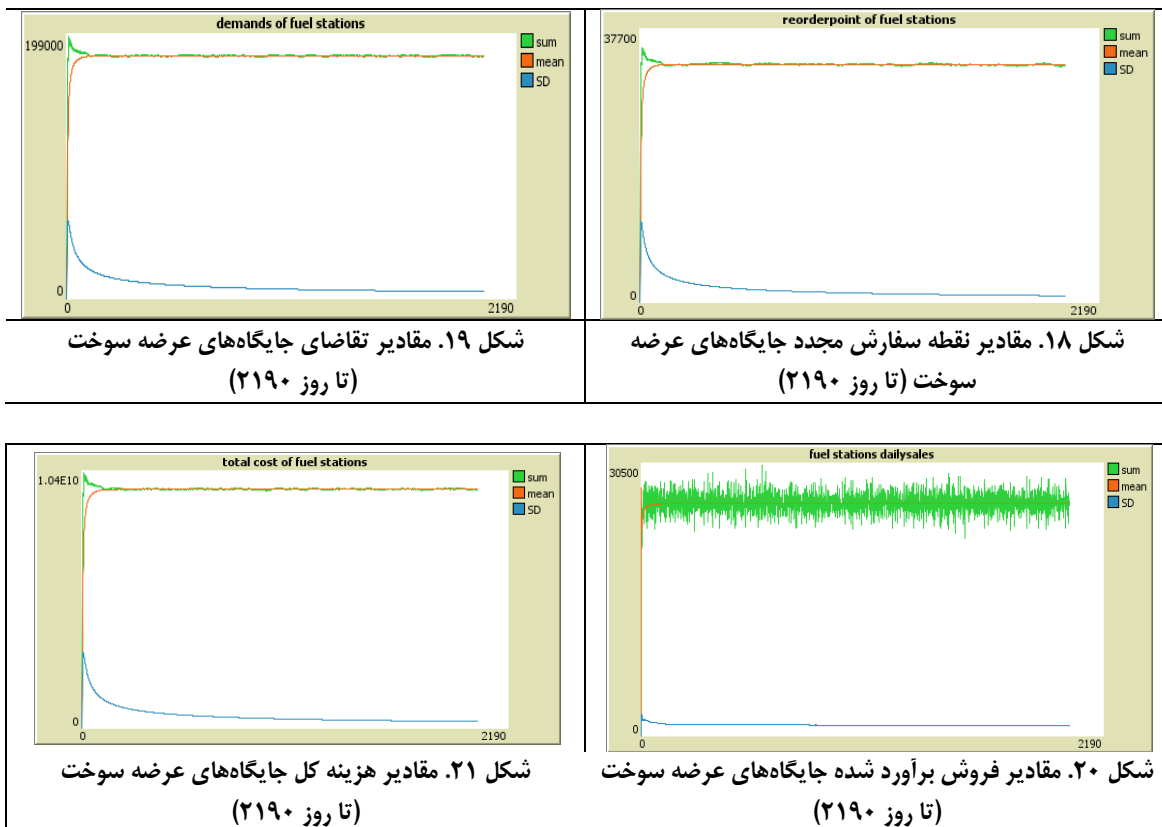 demands of fuel stations
199000
0
0
2190
sum
mean
SD
شکل ۱۹. مقادیر تقاضای جایگاه‌های عرضه سوخت
(تا روز ۲۱۹۰)
reorderpoint of fuel stations
37700
0
0
2190
sum
mean
SD
شکل ۱۸. مقادیر نقطه سفارش مجدد جایگاه‌های عرضه
سوخت (تا روز ۲۱۹۰)
total cost of fuel stations
1.04E10
0
0
2190
sum
mean
SD
شکل ۲۱. مقادیر هزینه کل جایگاه‌های عرضه سوخت
(تا روز ۲۱۹۰)
fuel stations dailysales
30500
0
0
2190
sum
mean
SD
شکل ۲۰. مقادیر فروش برآورد شده جایگاه‌های عرضه سوخت
(تا روز ۲۱۹۰)